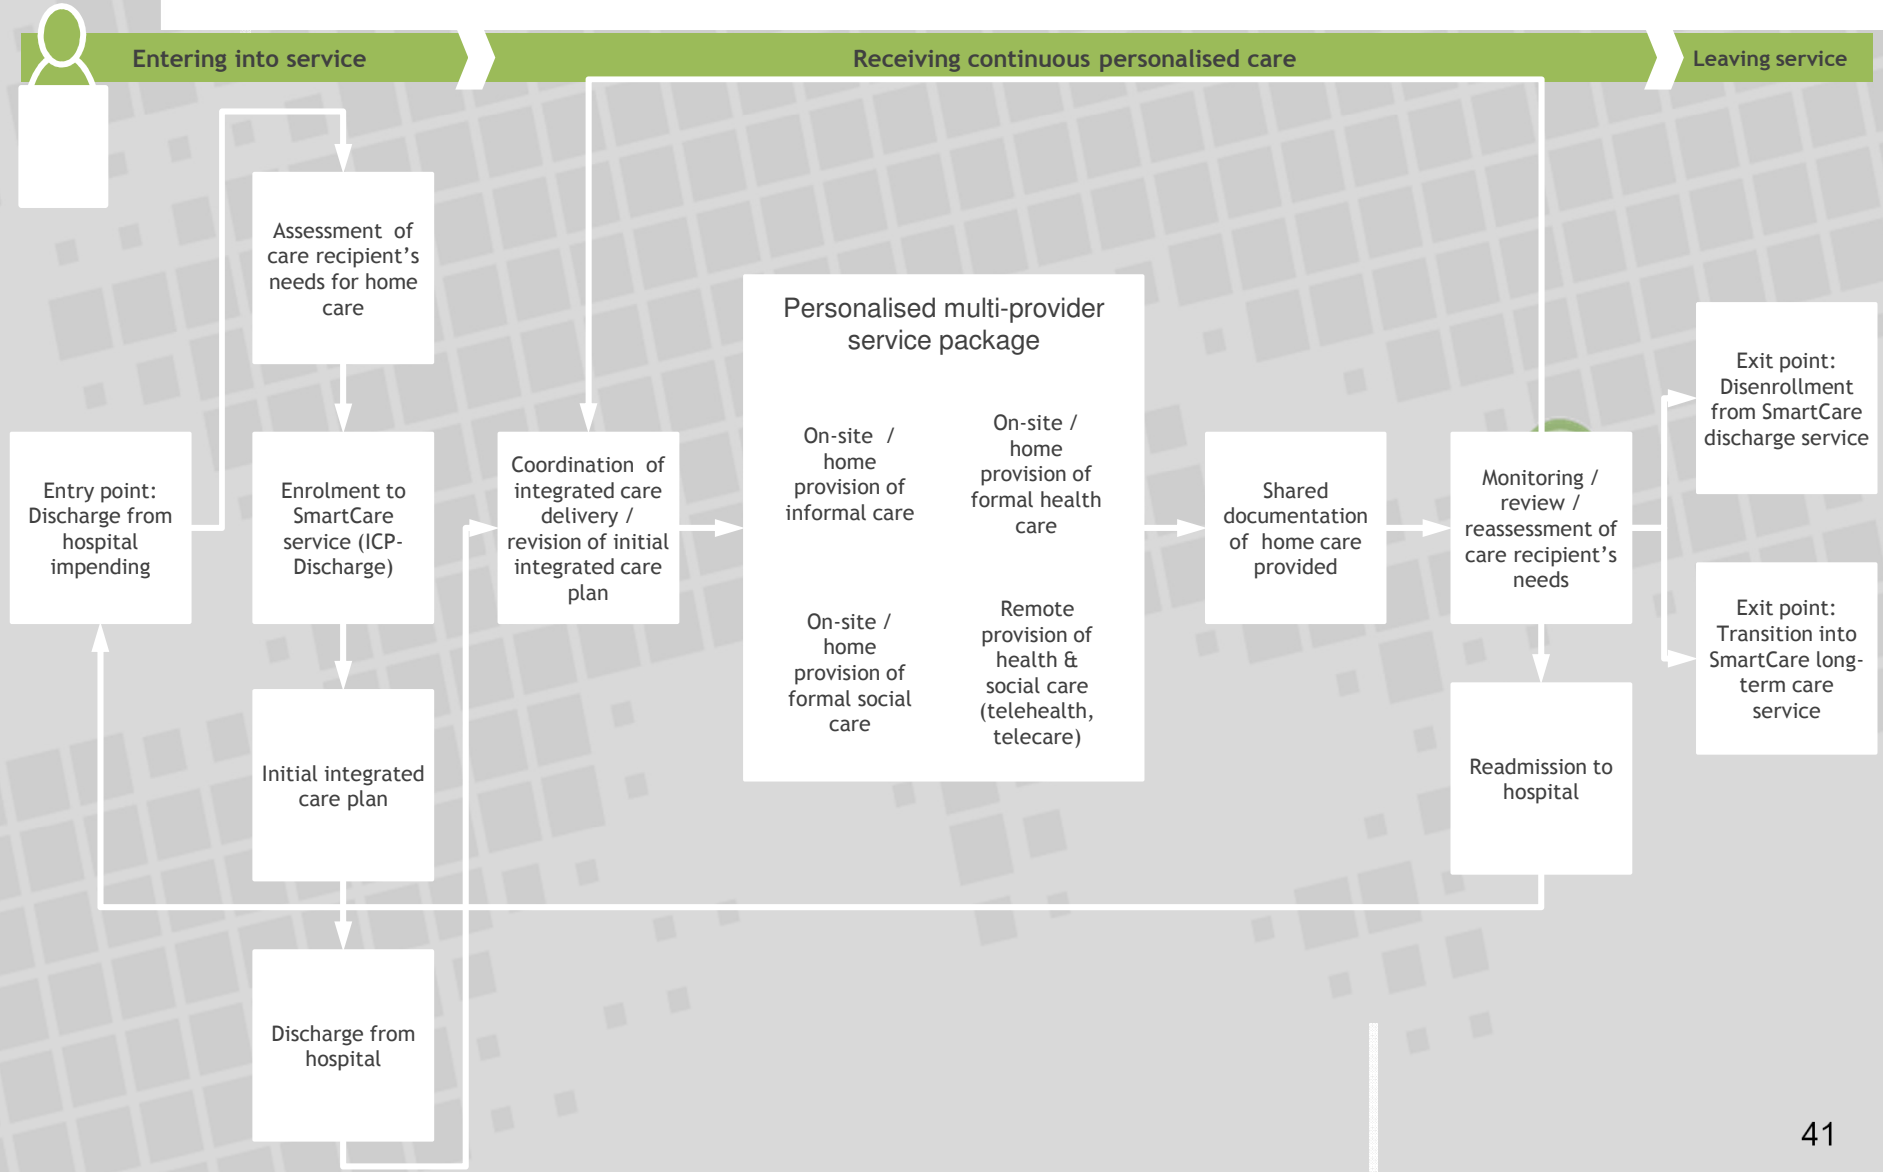 Entering into service
Receiving continuous personalised care
Leaving service
Assessment of
care recipient’s
needs for home
care
Entry point:
Discharge from
hospital
impending
Enrolment to
SmartCare
service (ICP-
Discharge)
Initial integrated
care plan
Discharge from
hospital
Coordination of
integrated care
delivery /
revision of initial
integrated care
plan
Personalised multi-provider
service package
On-site /
home
provision of
informal care
On-site /
home
provision of
formal health
care
On-site /
home
provision of
formal social
care
Remote
provision of
health &
social care
(telehealth,
telecare)
Shared
documentation
of home care
provided
Monitoring /
review /
reassessment of
care recipient’s
needs
Readmission to
hospital
Exit point:
Disenrollment
from SmartCare
discharge service
Exit point:
Transition into
SmartCare long-
term care
service
41